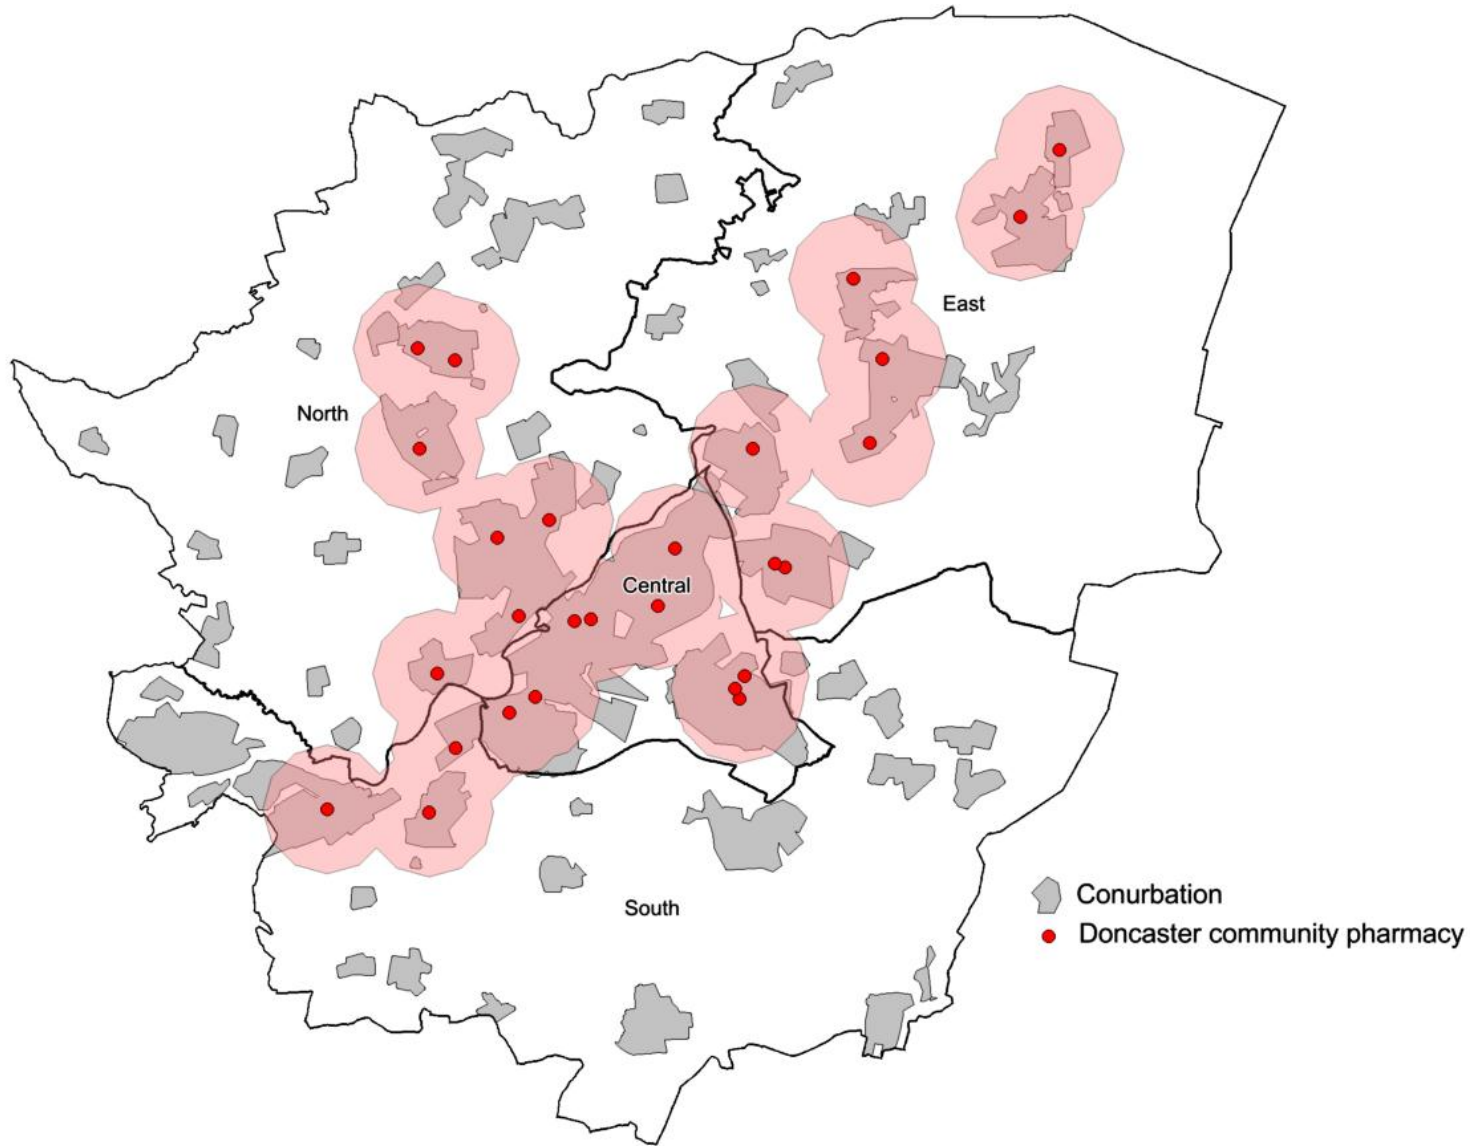 East
North
Central
South
Conurbation
Doncaster community pharmacy